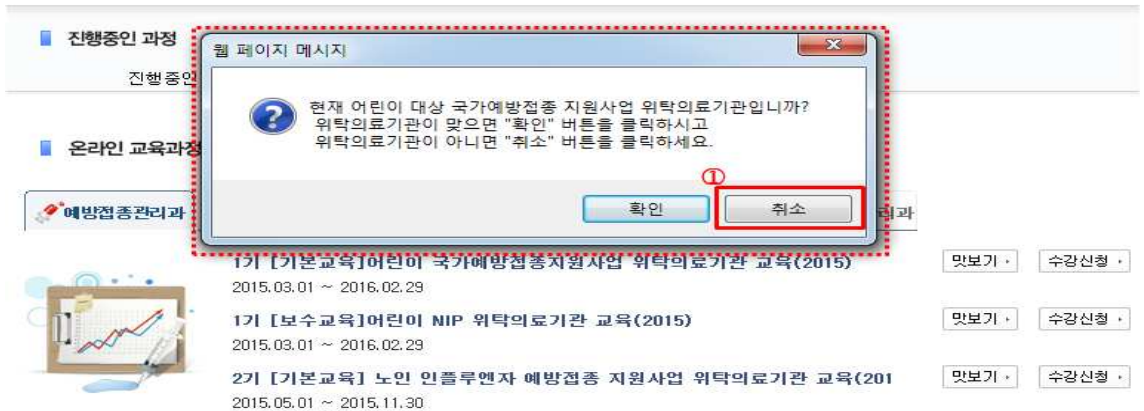 진행중인 과정
웹 페이지 메시지
진행중인
현재 어린이 대상 국가예방접종 지원사업 위탁의료기관입니까?
위탁의료기관이 맞으면 "확인" 버튼을 클릭하시고
위탁의료기관이 아니면 "취소" 버튼을 클릭하세요.
온라인 교육과정
①
확인
취소
예방접종관리과
리과
1기 [기본교육]어린이 국가예방접종지원사업 위탁의료기관 교육(2015)
맛보기
수강신청
2015.03.01 ~ 2016.02.29
1기 [보수교육]어린이 NIP 위탁의료기관 교육(2015)
맛보기
수강신청
2015.03.01 ~ 2016.02.29
2기 [기본교육] 노인 인플루엔자 예방접종 지원사업 위탁의료기관 교육(201
맛보기
수강신청
2015.05.01 ~ 2015.11.30